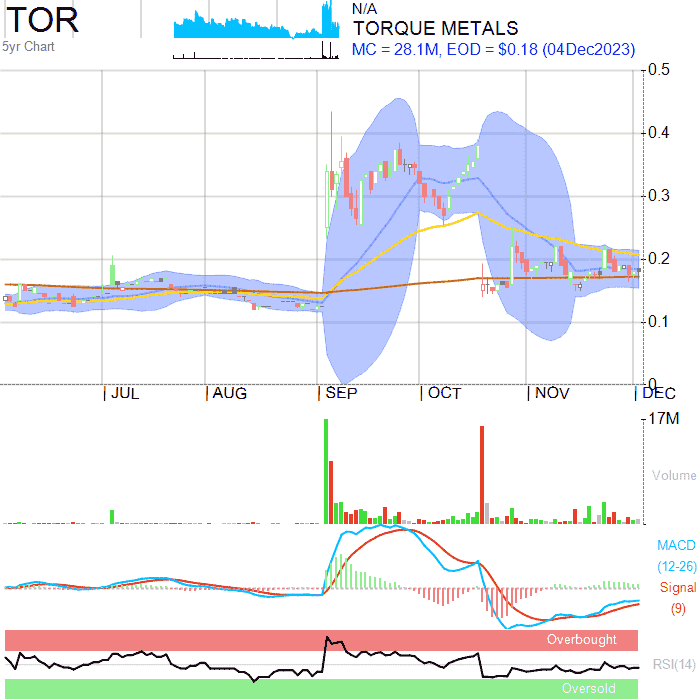 TOR
5yr Chart
N/A
TORQUE METALS
MC = 28.1M, EOD = $0.18 (04Dec2023)
0.5
0.4
0.3
0.2
0.1
0
JUL
AUG
SEP
OCT
NOV
DEC
17M
Volume
MACD
(12-26)
Signal
(9)
Overbought
RSI(14)
Oversold